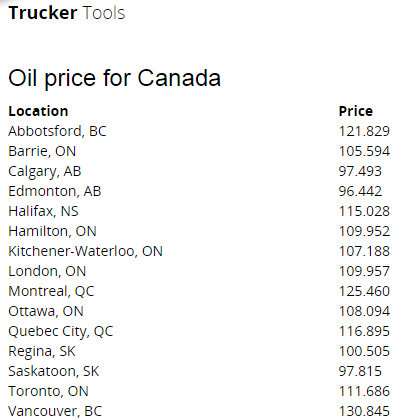 Trucker Tools
Oil price for Canada
Location Price
Abbotsford, BC 121.829
Barrie, ON 105.594
Calgary, AB 97.493
Edmonton, AB 96.442
Halifax, NS 115.028
Hamilton, ON 109.952
Kitchener-Waterloo, ON 107.188
London, ON 109.957
Montreal, QC 125.460
Ottawa, ON 108.094
Quebec City, QC 116.895
Regina, SK 100.505
Saskatoon, SK 97.815
Toronto, ON 111.686
Vancouver, BC 130.845